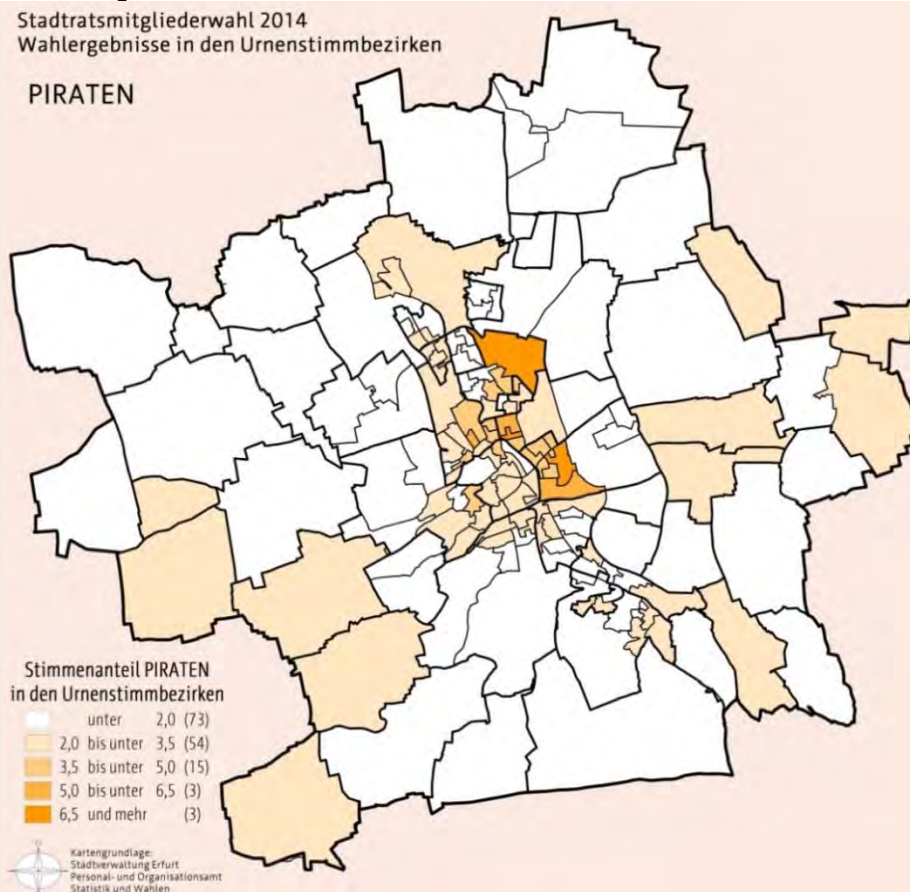 Stadtratsmitgliederwahl 2014
Wahlergebnisse in den Urnenstimmbezirken
PIRATEN
Stimmenanteil PIRATEN
in den Urnenstimmbezirken
unter 2,0 (73)
2,0 bis unter 3,5 (54)
3,5 bis unter 5,0 (15)
5,0 bis unter 6,5 (3)
6,5 und mehr (3)
Kartengrundlage:
Stadtverwaltung Erfurt
Personal- und Organisationsamt
Statistik und Wahlen